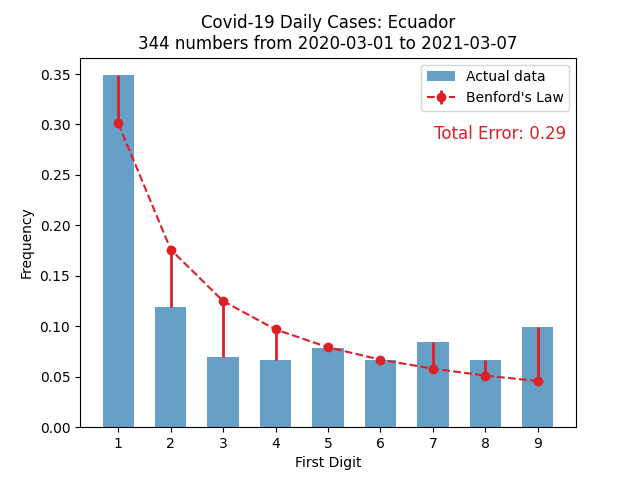 Covid-19 Daily Cases: Ecuador
344 numbers from 2020-03-01 to 2021-03-07
Actual data
Benford's Law
Total Error: 0.29
Frequency
0.35
0.30
0.25
0.20
0.15
0.10
0.05
0.00
1 2 3 4 5 6 7 8 9
First Digit